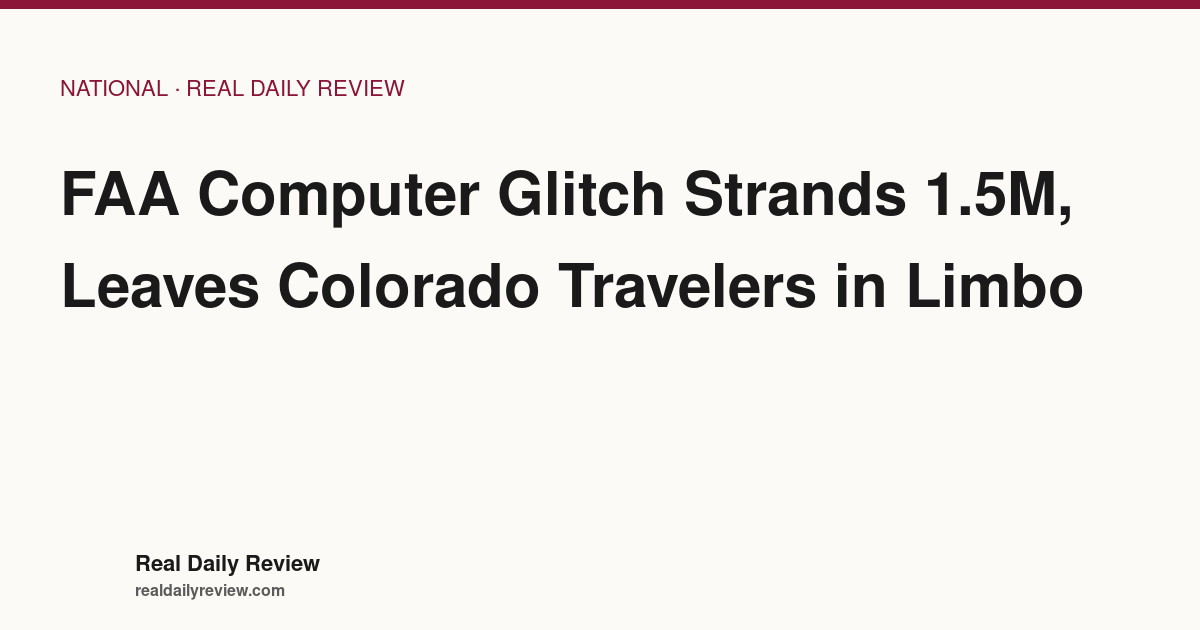 NATIONAL · REAL DAILY REVIEW
FAA Computer Glitch Strands 1.5M,
Leaves Colorado Travelers in Limbo
Real Daily Review
realdailyreview.com